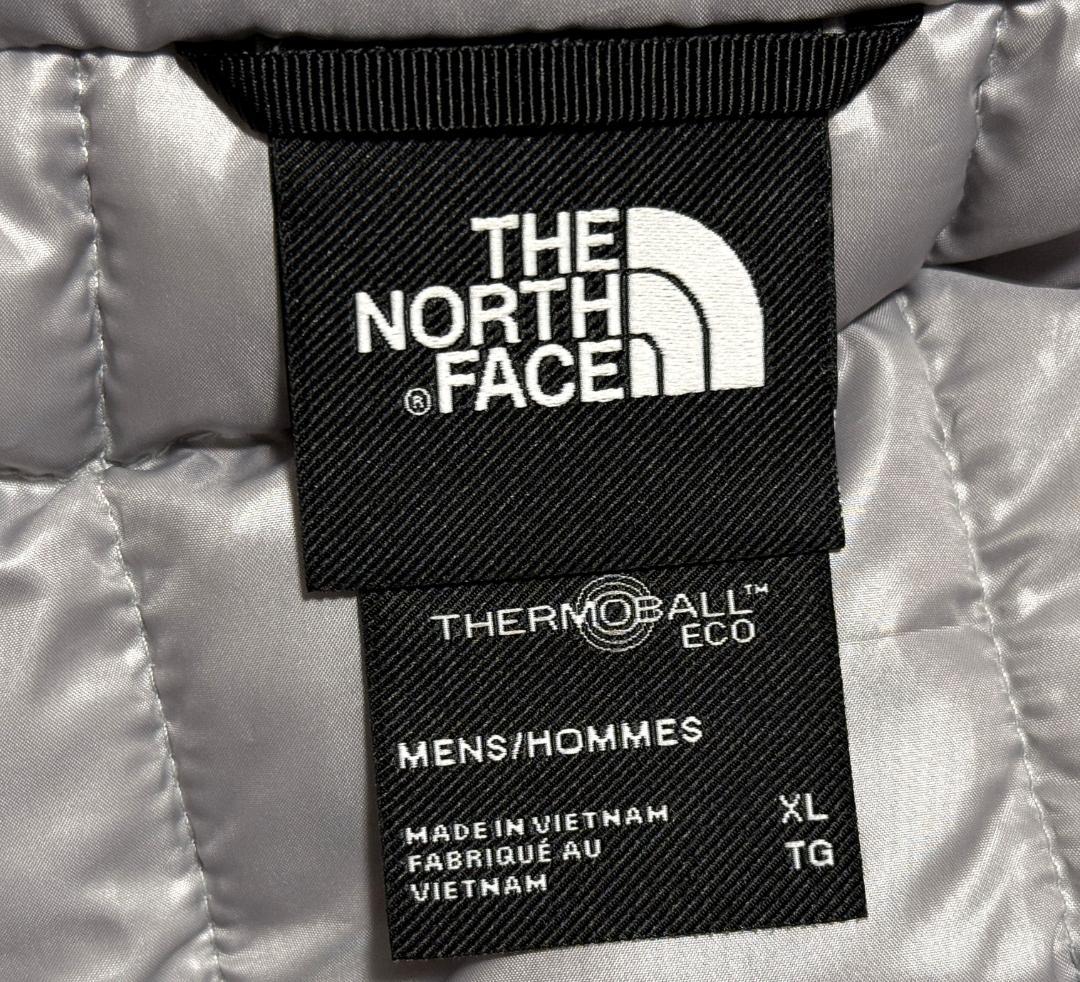 THE
NORTH
FACE
®
THERMOBALL™
ECO
MENS/HOMMES
MADE IN VIETNAM
FABRIQUÉ AU
VIETNAM
XL
TG